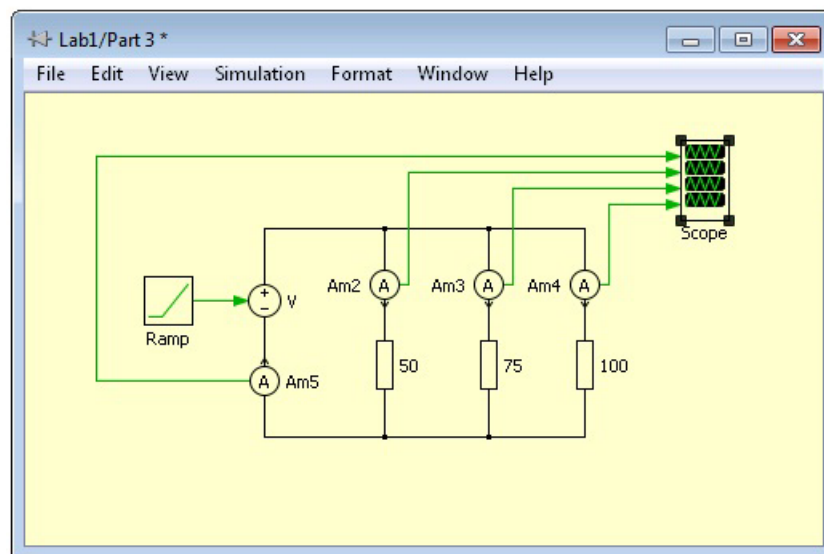 Lab1/Part 3 *
File Edit View Simulation Format Window Help
Scope
Am2 A Am3 A Am4 A
V
Ramp
50 75 100
A Am5